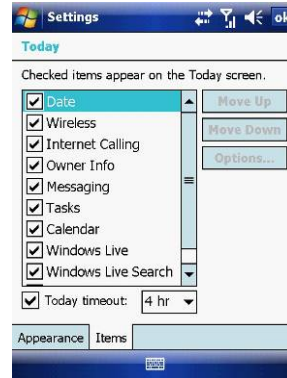 Settings
ok
Today
Checked items appear on the Today screen.
Date
Wireless
Internet Calling
Owner Info
Messaging
Tasks
Calendar
Windows Live
Windows Live Search
Move Up
Move Down
Options...
Today timeout: 4 hr
Appearance Items